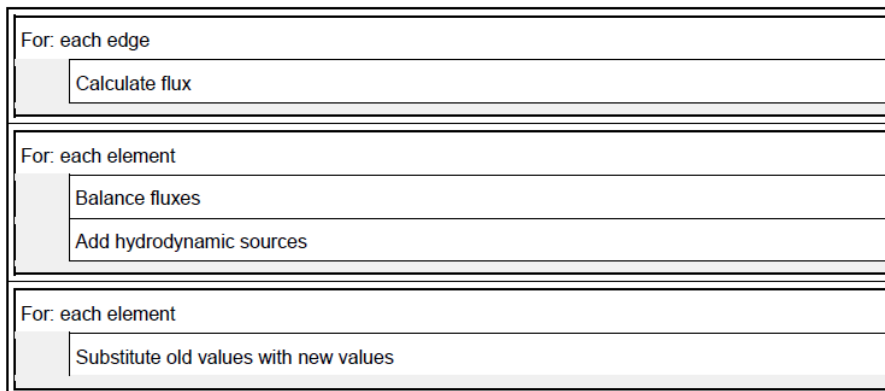 For: each edge
Calculate flux
For: each element
Balance fluxes
Add hydrodynamic sources
For: each element
Substitute old values with new values